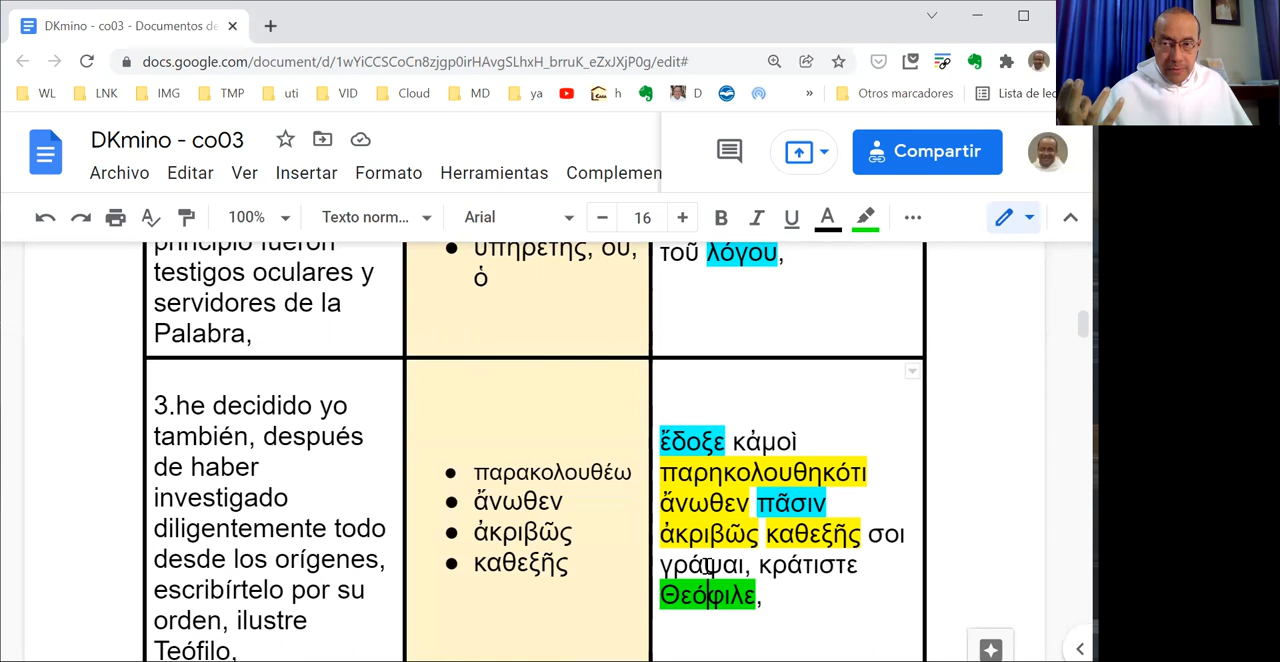 DKmino - co03 - Documentos de
docs.google.com/document/d/1wYiCCSCoCn8zjgp0irHAvgSLhxH_brruK_eZxJXjP0g/edit#
WL LNK IMG TMP uti VID Cloud MD ya h D » Otros marcadores Lista de lec
DKmino - co03
Archivo Editar Ver Insertar Formato Herramientas Complemen
Compartir
100% Texto norm... Arial 16 B I U A
principio fueron
testigos oculares y
servidores de la
Palabra,
● ὑπηρέτης, ου,
ὁ
τοῦ λόγου,
3.he decidido yo
también, después
de haber
investigado
diligentemente todo
desde los orígenes,
escribírtelo por su
orden, ilustre
Teófilo,
● παρακολουθέω
● ἄνωθεν
● ἀκριβῶς
● καθεξῆς
ἔδοξε κἀμοὶ
παρηκολουθηκότι
ἄνωθεν πᾶσιν
ἀκριβῶς καθεξῆς σοι
γράψαι, κράτιστε
Θεόφιλε,